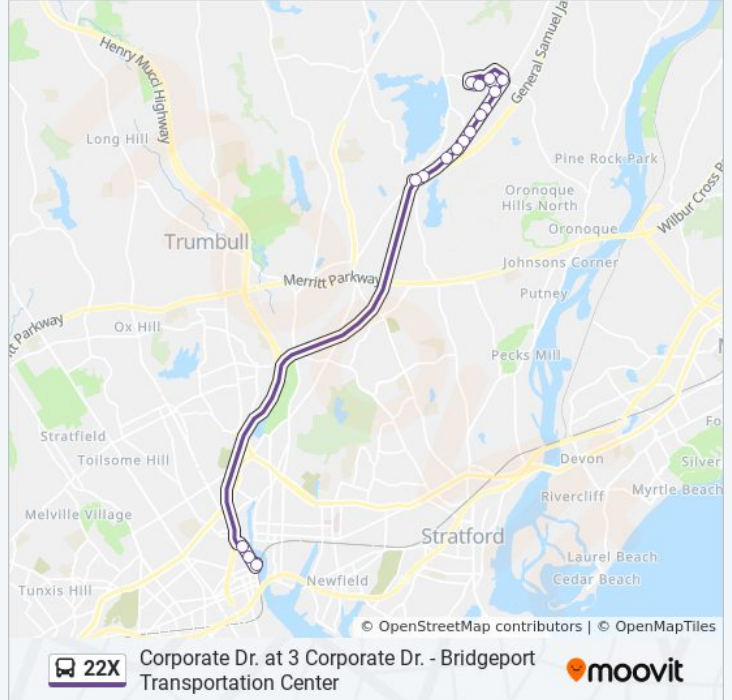 Henry Mucci Highway
General Samuel Ja
Long Hill
Pine Rock Park
Oronoque
Hills North
Wilbur Cross P
Oronoque
Trumbull
Merritt Parkway
Johnsons Corner
Putney
tt Parkway
Ox Hill
Pecks Mill
Stratfield
Toilsome Hill
Devon
Fo
Silver
Rivercliff
Myrtle Beach
Melville Village
Stratford
Laurel Beach
Cedar Beach
Tunxis Hill
Newfield
© OpenStreetMap contributors | © OpenMapTiles
22X
Corporate Dr. at 3 Corporate Dr. - Bridgeport
Transportation Center
moovit